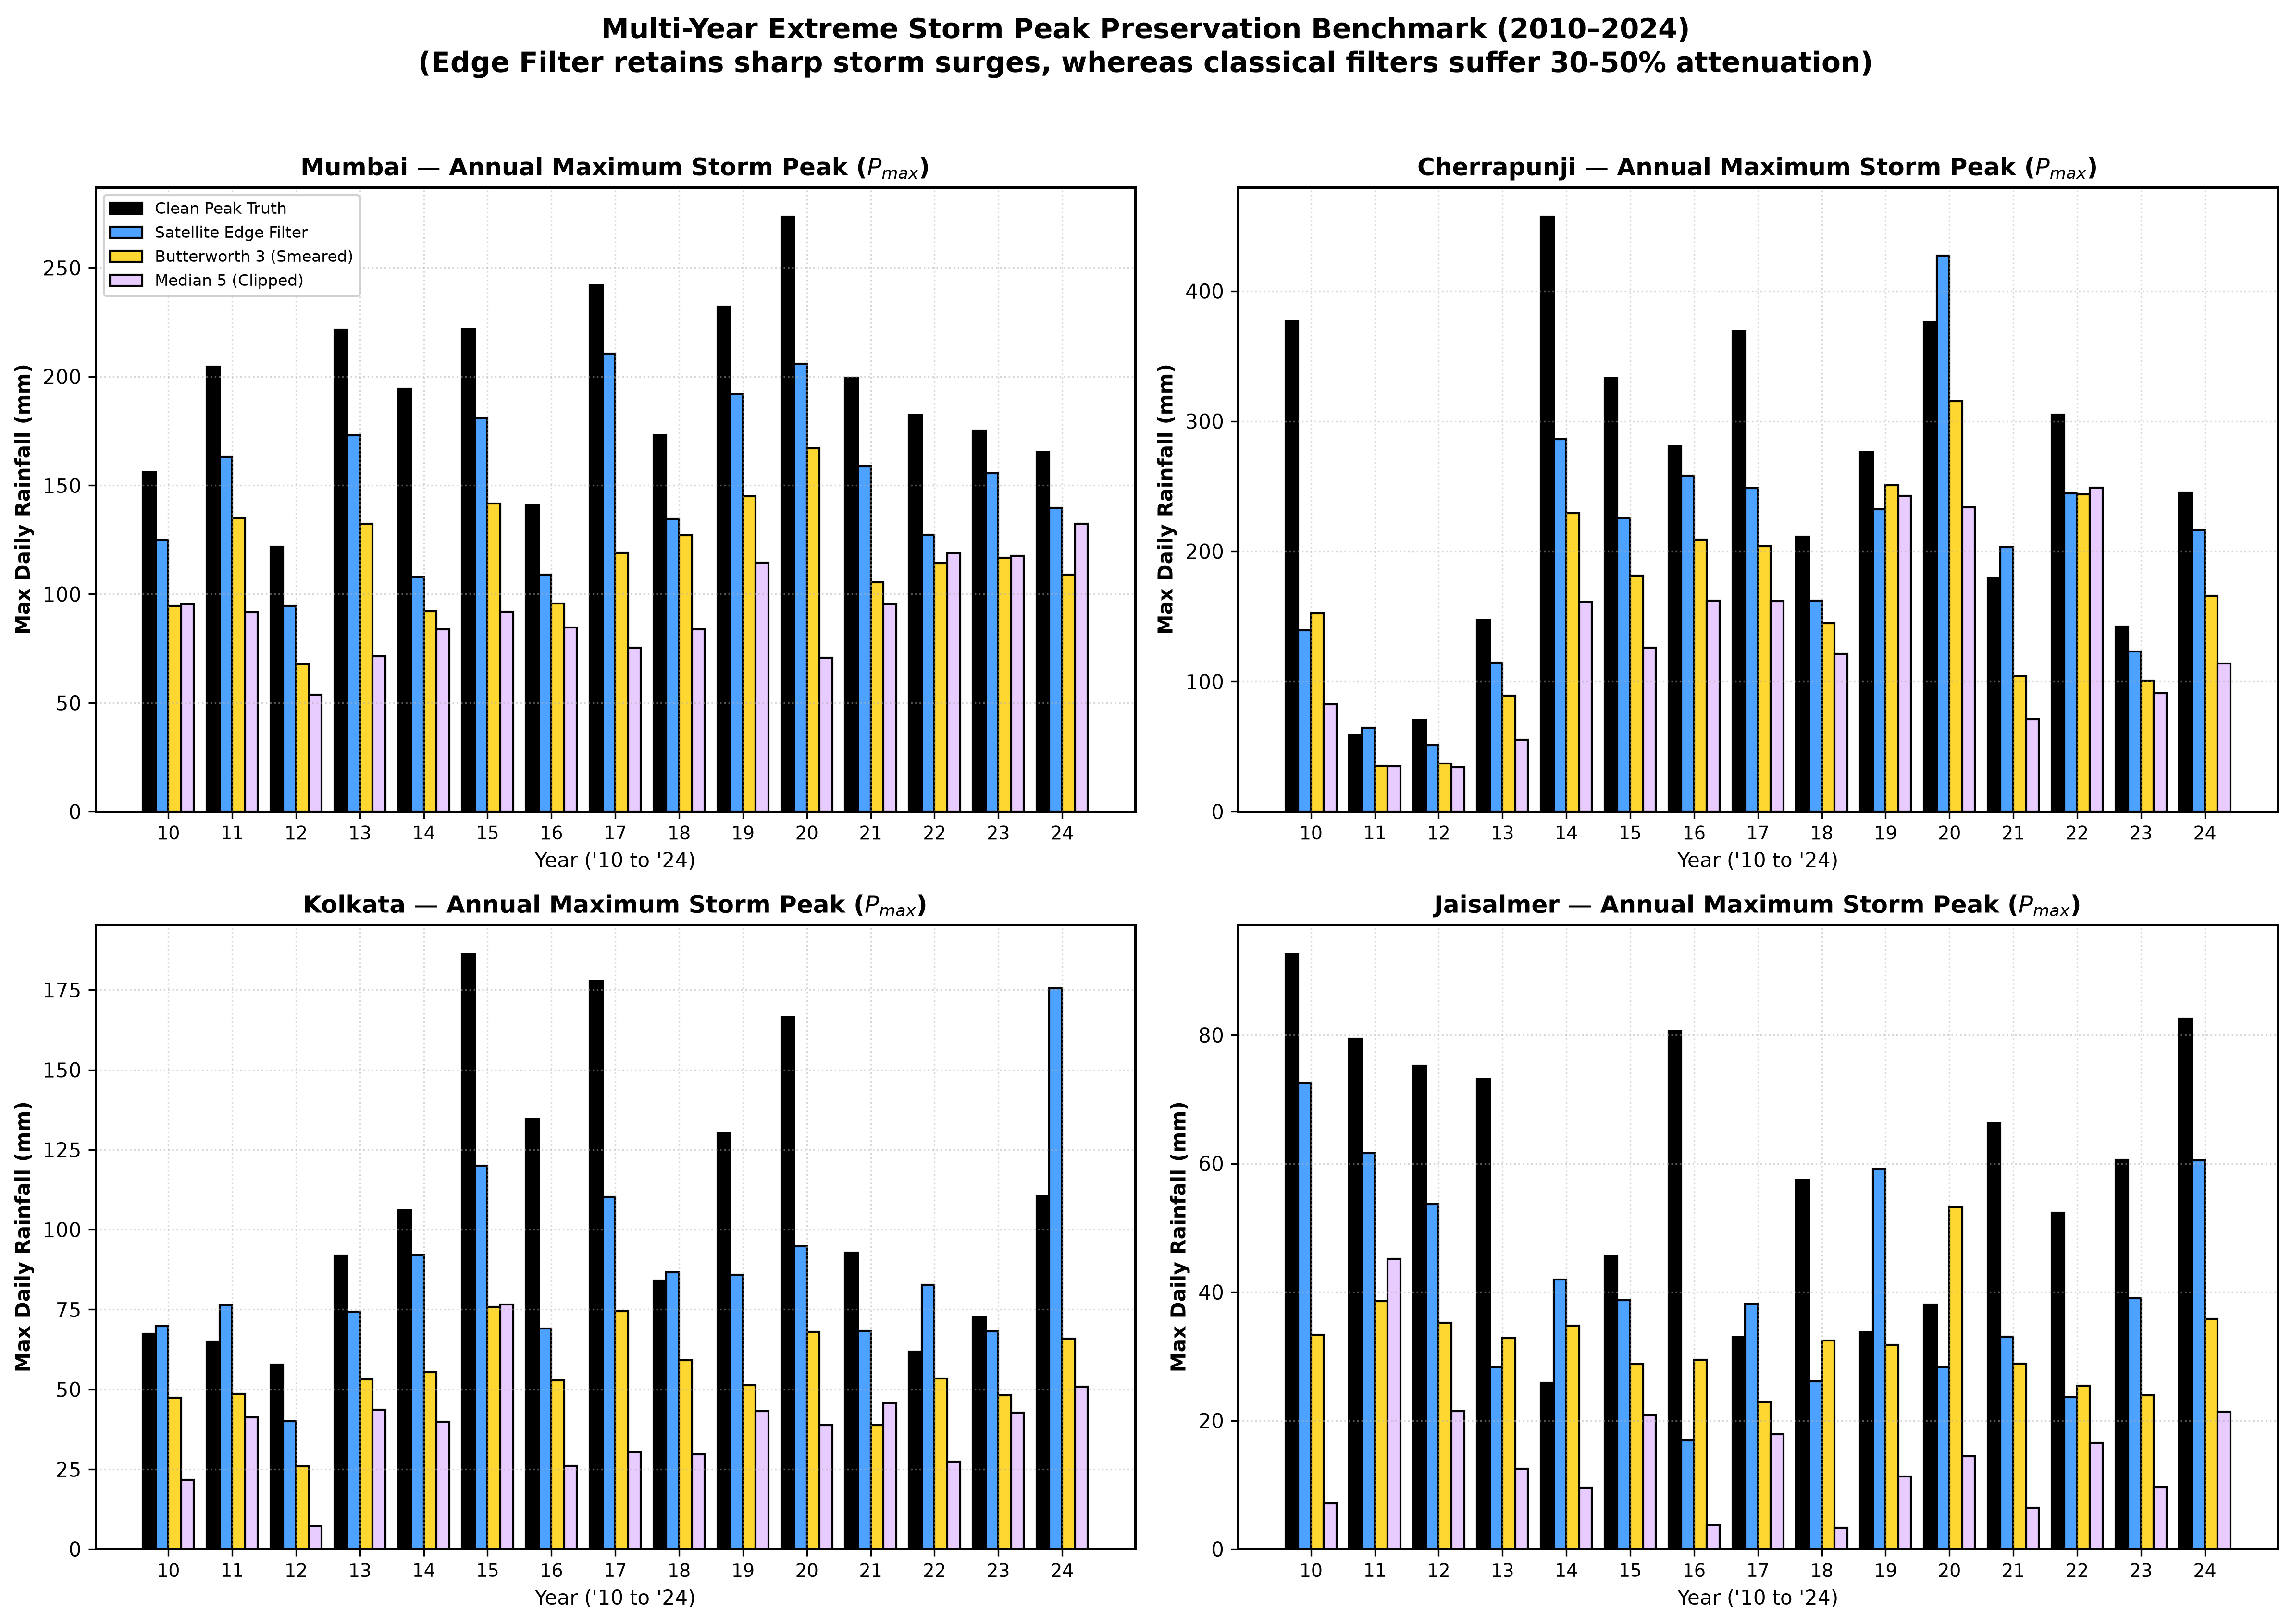 Multi-Year Extreme Storm Peak Preservation Benchmark (2010–2024)
(Edge Filter retains sharp storm surges, whereas classical filters suffer 30-50% attenuation)
Mumbai — Annual Maximum Storm Peak (Pmax)
Clean Peak Truth
Satellite Edge Filter
Butterworth 3 (Smeared)
Median 5 (Clipped)
Max Daily Rainfall (mm)
250
200
150
100
50
0
10 11 12 13 14 15 16 17 18 19 20 21 22 23 24
Year ('10 to '24)
Cherrapunji — Annual Maximum Storm Peak (Pmax)
Max Daily Rainfall (mm)
400
300
200
100
0
10 11 12 13 14 15 16 17 18 19 20 21 22 23 24
Year ('10 to '24)
Kolkata — Annual Maximum Storm Peak (Pmax)
Max Daily Rainfall (mm)
175
150
125
100
75
50
25
0
10 11 12 13 14 15 16 17 18 19 20 21 22 23 24
Year ('10 to '24)
Jaisalmer — Annual Maximum Storm Peak (Pmax)
Max Daily Rainfall (mm)
80
60
40
20
0
10 11 12 13 14 15 16 17 18 19 20 21 22 23 24
Year ('10 to '24)